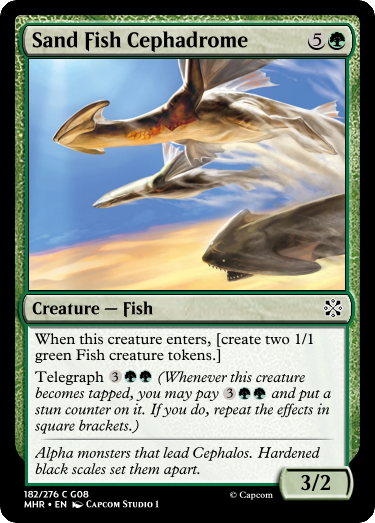 Sand Fish Cephadrome 5
Creature — Fish
When this creature enters, [create two 1/1
green Fish creature tokens.]
Telegraph 3 (Whenever this creature
becomes tapped, you may pay 3 and put a
stun counter on it. If you do, repeat the effects in
square brackets.)
Alpha monsters that lead Cephalos. Hardened
black scales set them apart.
3/2
182/276 C G08
MHR • EN Capcom Studio 1
© Capcom